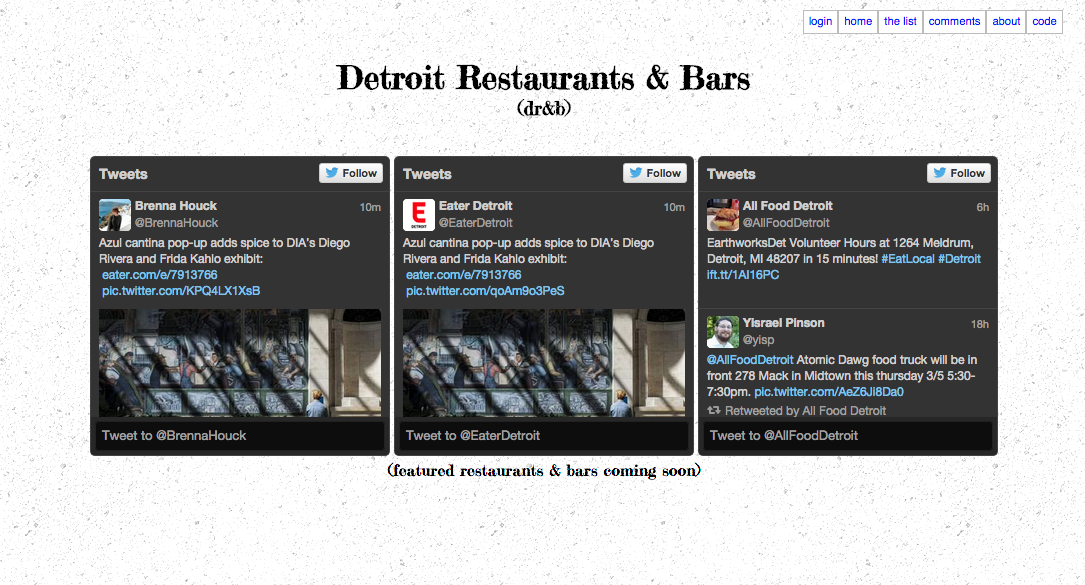 login home the list comments about code
Detroit Restaurants & Bars
(dr&b)
Tweets
Follow
Brenna Houck
10m
@BrennaHouck
Azul cantina pop-up adds spice to DIA's Diego
Rivera and Frida Kahlo exhibit:
eater.com/e/7913766
pic.twitter.com/KPQ4LX1XsB
Tweet to @BrennaHouck
Tweets
Follow
E
DETROIT
Eater Detroit
10m
@EaterDetroit
Azul cantina pop-up adds spice to DIA's Diego
Rivera and Frida Kahlo exhibit:
eater.com/e/7913766
pic.twitter.com/qoAm9o3PeS
Tweet to @EaterDetroit
Tweets
Follow
All Food Detroit
6h
@AllFoodDetroit
EarthworksDet Volunteer Hours at 1264 Meldrum,
Detroit, MI 48207 in 15 minutes! #EatLocal #Detroit
ift.tt/1AI16PC
Yisrael Pinson
18h
@yisp
@AllFoodDetroit Atomic Dawg food truck will be in
front 278 Mack in Midtown this thursday 3/5 5:30-
7:30pm. pic.twitter.com/AeZ6Jl8Da0
Retweeted by All Food Detroit
Tweet to @AllFoodDetroit
(featured restaurants & bars coming soon)